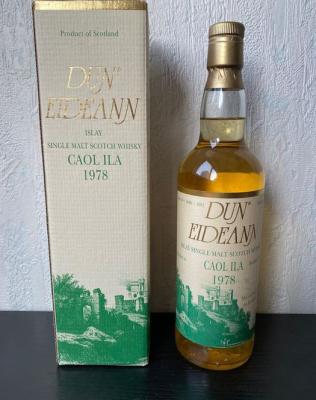 Product of Scotland
DUN
EIDEANN
ISLAY
SINGLE MALT SCOTCH WHISKY
CAOL ILA
1978
DUN
EIDEANN
ISLAY SINGLE MALT SCOTCH WHISKY
CAOL ILA
1978